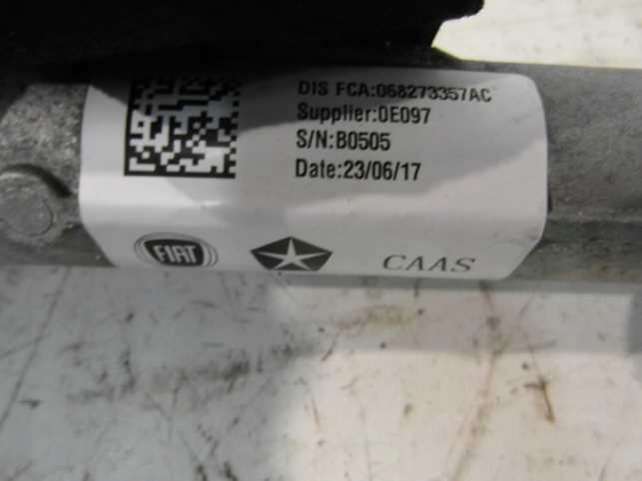 DIS FCA:068273357AC
Supplier:0E097
S/N:B0505
Date:23/06/17
FIAT
CAAS